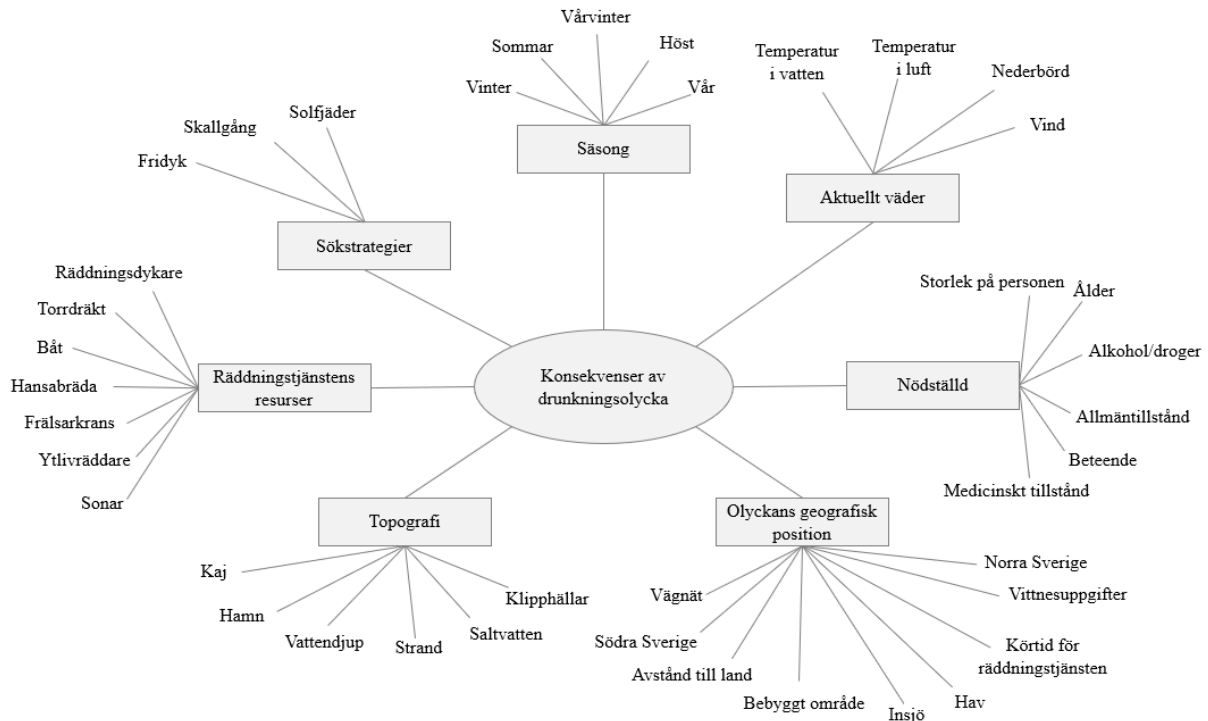 Vårvinter
Sommar
Höst
Vinter
Vår
Säsong
Temperatur
i vatten
Temperatur
i luft
Nederbörd
Vind
Aktuellt väder
Solfjäder
Skallgång
Fridyk
Sökstrategier
Räddningsdykare
Torrdräkt
Båt
Hansabräda
Frälsarkrans
Ytlivräddare
Sonar
Räddningstjänstens
resurser
Konsekvenser av
drunkningsolycka
Storlek på personen
Ålder
Alkohol/droger
Allmäntillstånd
Beteende
Medicinskt tillstånd
Nödställd
Topografi
Kaj
Hamn
Vattendjup
Strand
Saltvatten
Klipphällar
Olyckans geografisk
position
Norra Sverige
Vittnesuppgifter
Körtid för
räddningstjänsten
Hav
Insjö
Bebyggt område
Avstånd till land
Södra Sverige
Vägnät